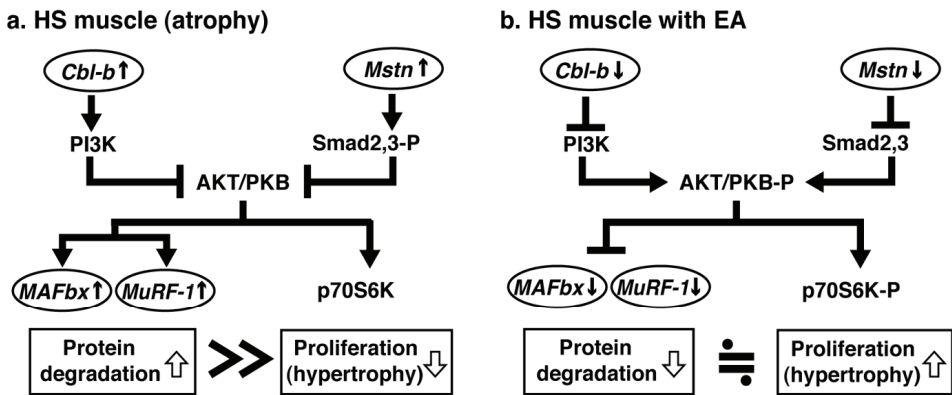 a. HS muscle (atrophy)
Cbl-b↑
Mstn ↑
PI3K
Smad2,3-P
AKT/PKB
MAFbx↑
MuRF-1↑
p70S6K
Protein
degradation ⇧
>>
Proliferation
(hypertrophy) ⇩
b. HS muscle with EA
Cbl-b↓
Mstn↓
PI3K
Smad2,3
AKT/PKB-P
MAFbx↓
MuRF-1↓
p70S6K-P
Protein
degradation ⇩
≒
Proliferation
(hypertrophy) ⇧